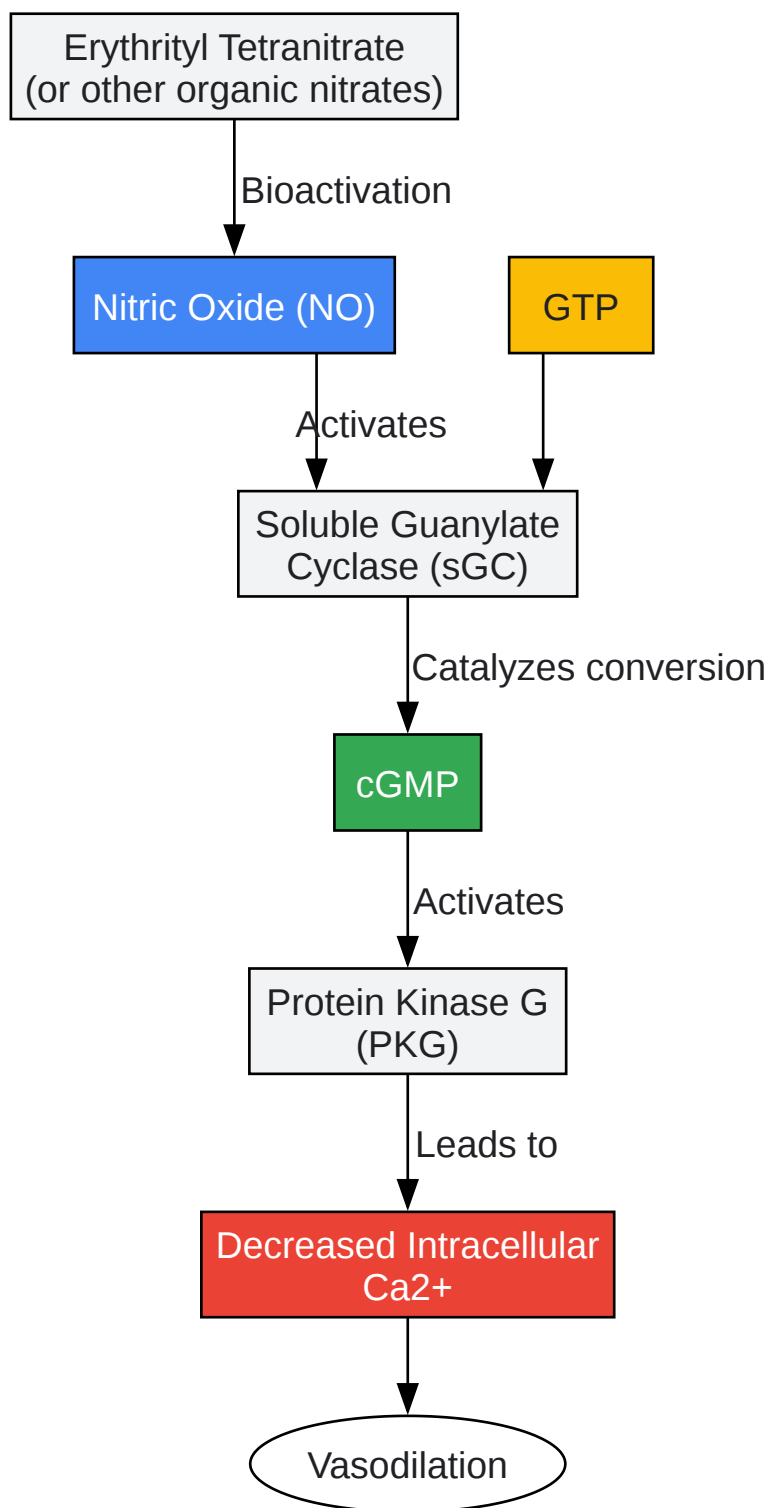 Erythrityl Tetranitrate
(or other organic nitrates)
Bioactivation
Nitric Oxide (NO)
GTP
Activates
Soluble Guanylate
Cyclase (sGC)
Catalyzes conversion
cGMP
Activates
Protein Kinase G
(PKG)
Leads to
Decreased Intracellular
Ca2+
Vasodilation